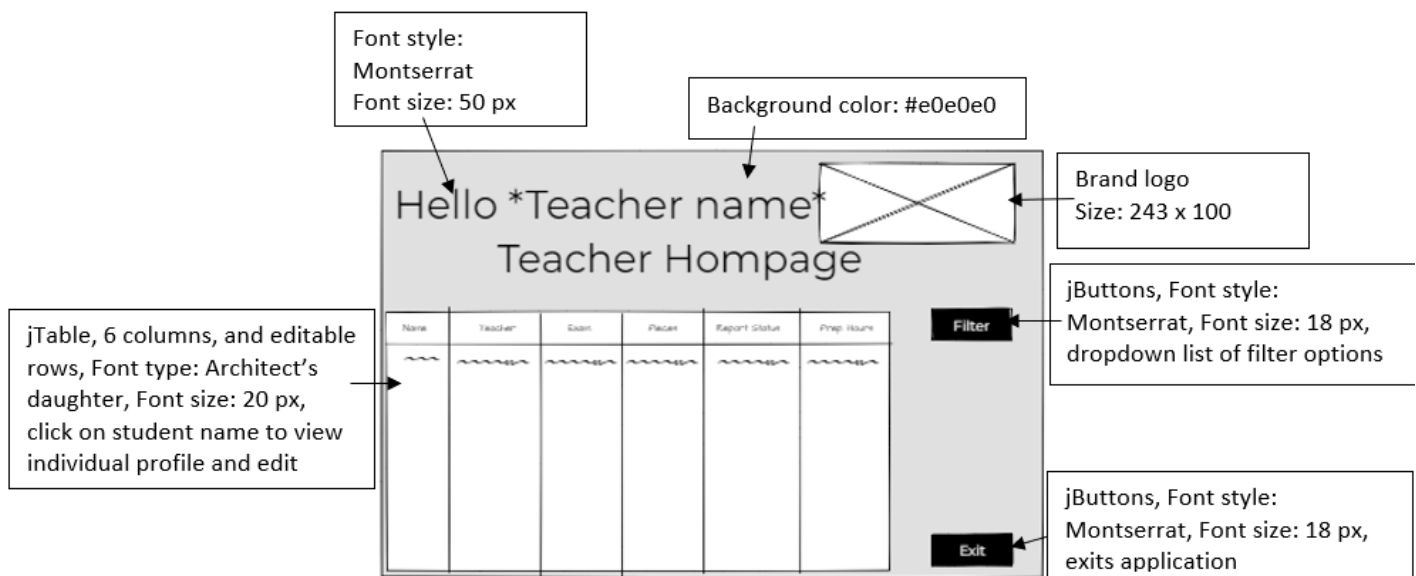 Font style:
Montserrat
Font size: 50 px
Background color: #e0e0e0
Hello *Teacher name*
Teacher Hompage
Brand logo
Size: 243 x 100
jButtons, Font style:
Montserrat, Font size: 18 px,
dropdown list of filter options
jTable, 6 columns, and editable
rows, Font type: Architect's
daughter, Font size: 20 px,
click on student name to view
individual profile and edit
Name Teacher Exam Pieces Report Status Prep Hours
Filter
Exit
jButtons, Font style:
Montserrat, Font size: 18 px,
exits application